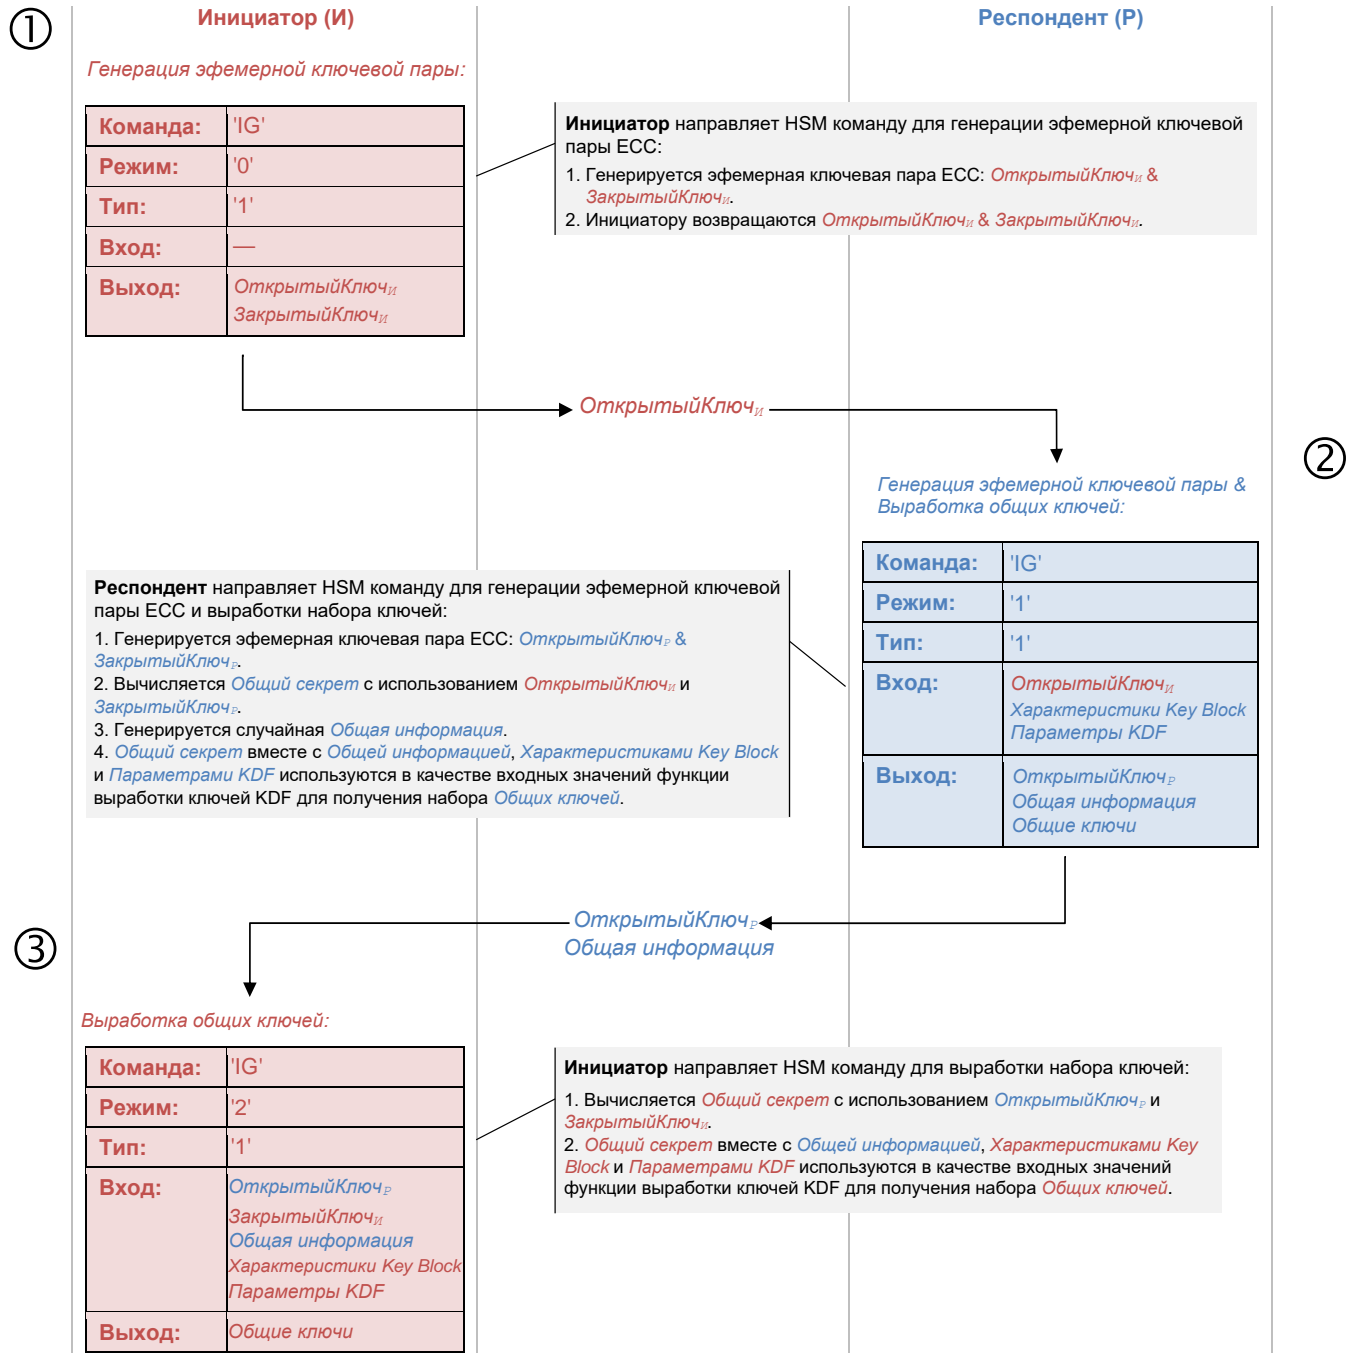 ①
Инициатор (И)
Респондент (Р)
Генерация эфемерной ключевой пары:
Команда: 'IG'
Режим: '0'
Тип: '1'
Вход: —
Выход: ОткрытыйКлючИ
ЗакрытыйКлючИ
Инициатор направляет HSM команду для генерации эфемерной ключевой
пары ECC:
1. Генерируется эфемерная ключевая пара ECC: ОткрытыйКлючИ &
ЗакрытыйКлючИ.
2. Инициатору возвращаются ОткрытыйКлючИ & ЗакрытыйКлючИ.
ОткрытыйКлючИ
②
Генерация эфемерной ключевой пары &
Выработка общих ключей:
Команда: 'IG'
Режим: '1'
Тип: '1'
Вход: ОткрытыйКлючИ
Характеристики Key Block
Параметры KDF
Выход: ОткрытыйКлючР
Общая информация
Общие ключи
Респондент направляет HSM команду для генерации эфемерной ключевой
пары ECC и выработки набора ключей:
1. Генерируется эфемерная ключевая пара ECC: ОткрытыйКлючР &
ЗакрытыйКлючР.
2. Вычисляется Общий секрет с использованием ОткрытыйКлючИ и
ЗакрытыйКлючР.
3. Генерируется случайная Общая информация.
4. Общий секрет вместе с Общей информацией, Характеристиками Key Block
и Параметрами KDF используются в качестве входных значений функции
выработки ключей KDF для получения набора Общих ключей.
ОткрытыйКлючР
Общая информация
③
Выработка общих ключей:
Команда: 'IG'
Режим: '2'
Тип: '1'
Вход: ОткрытыйКлючР
ЗакрытыйКлючИ
Общая информация
Характеристики Key Block
Параметры KDF
Выход: Общие ключи
Инициатор направляет HSM команду для выработки набора ключей:
1. Вычисляется Общий секрет с использованием ОткрытыйКлючР и
ЗакрытыйКлючИ.
2. Общий секрет вместе с Общей информацией, Характеристиками Key
Block и Параметрами KDF используются в качестве входных значений
функции выработки ключей KDF для получения набора Общих ключей.